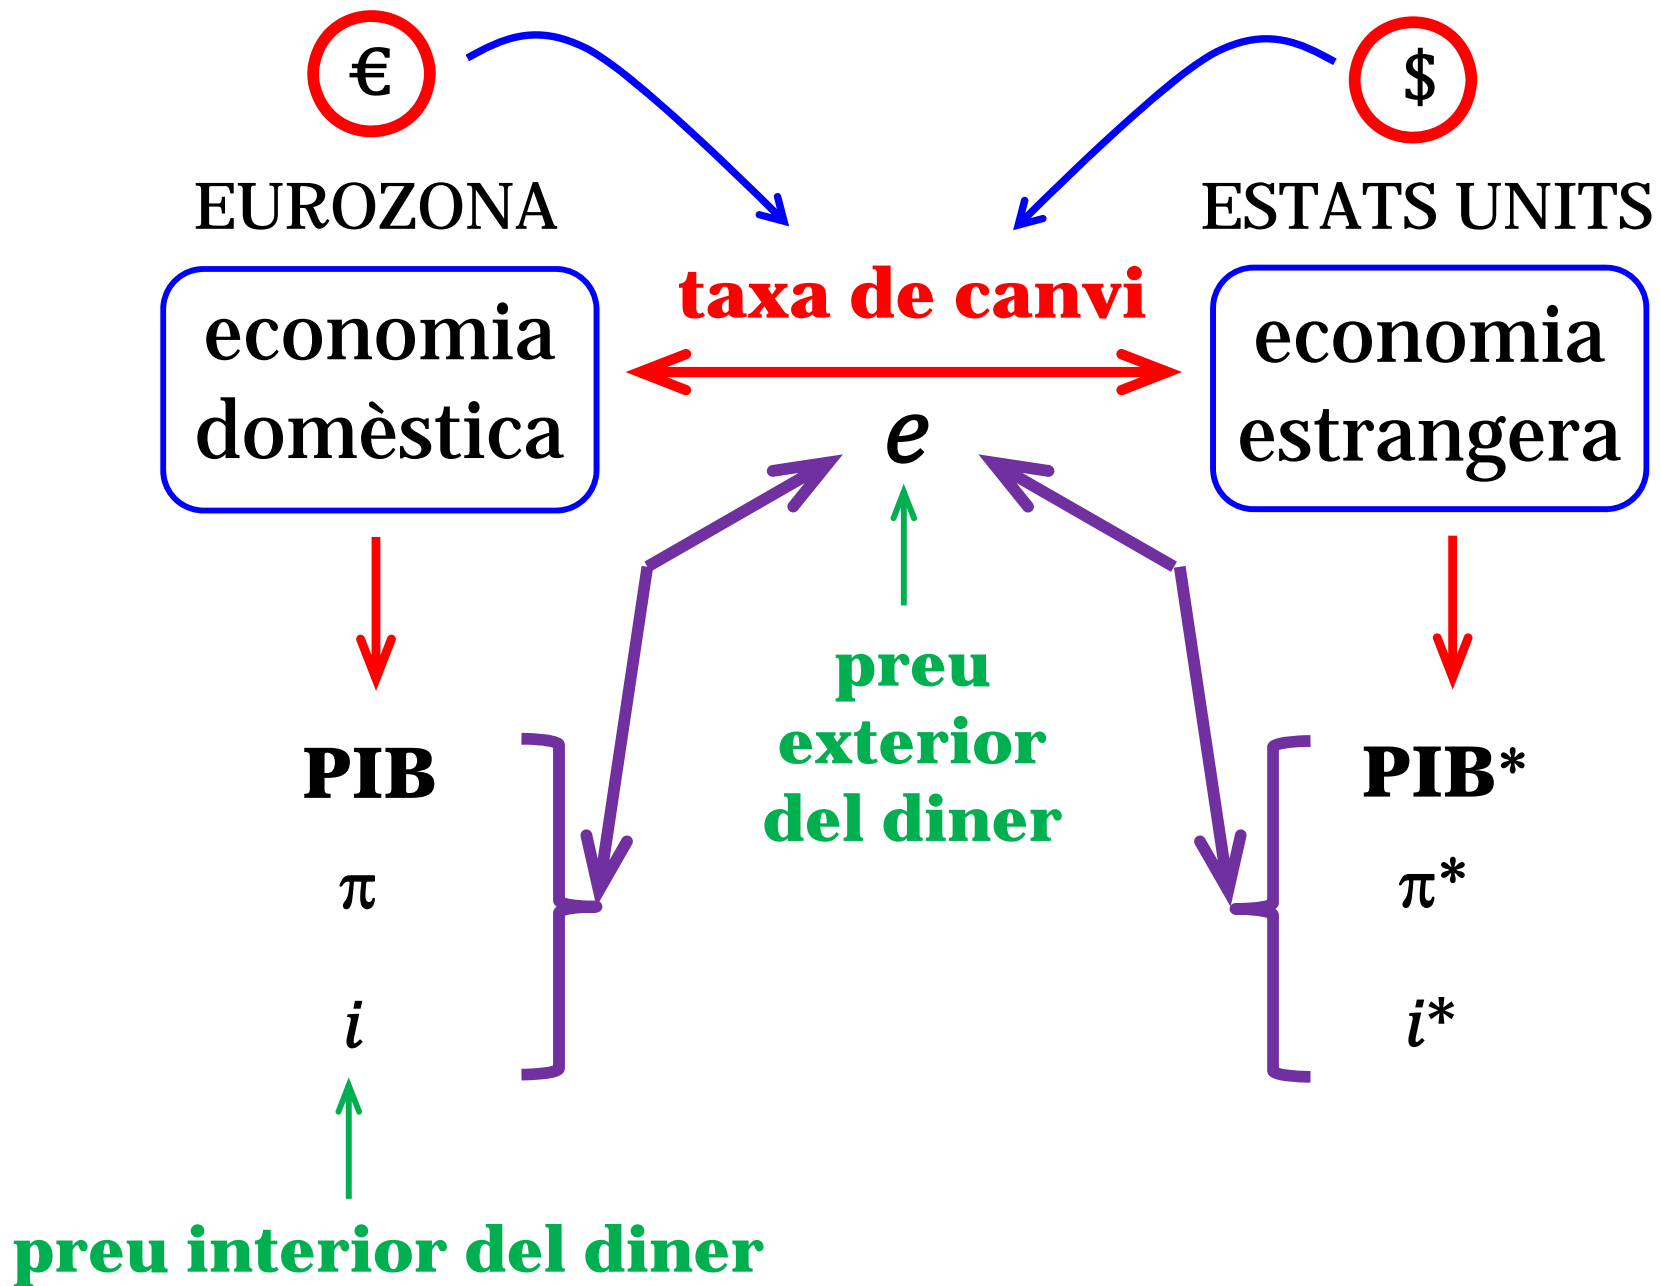 €
$
EUROZONA
ESTATS UNITS
economia
domèstica
taxa de canvi
e
economia
estrangera
preu
exterior
del diner
PIB
π
i
PIB*
π*
i*
preu interior del diner